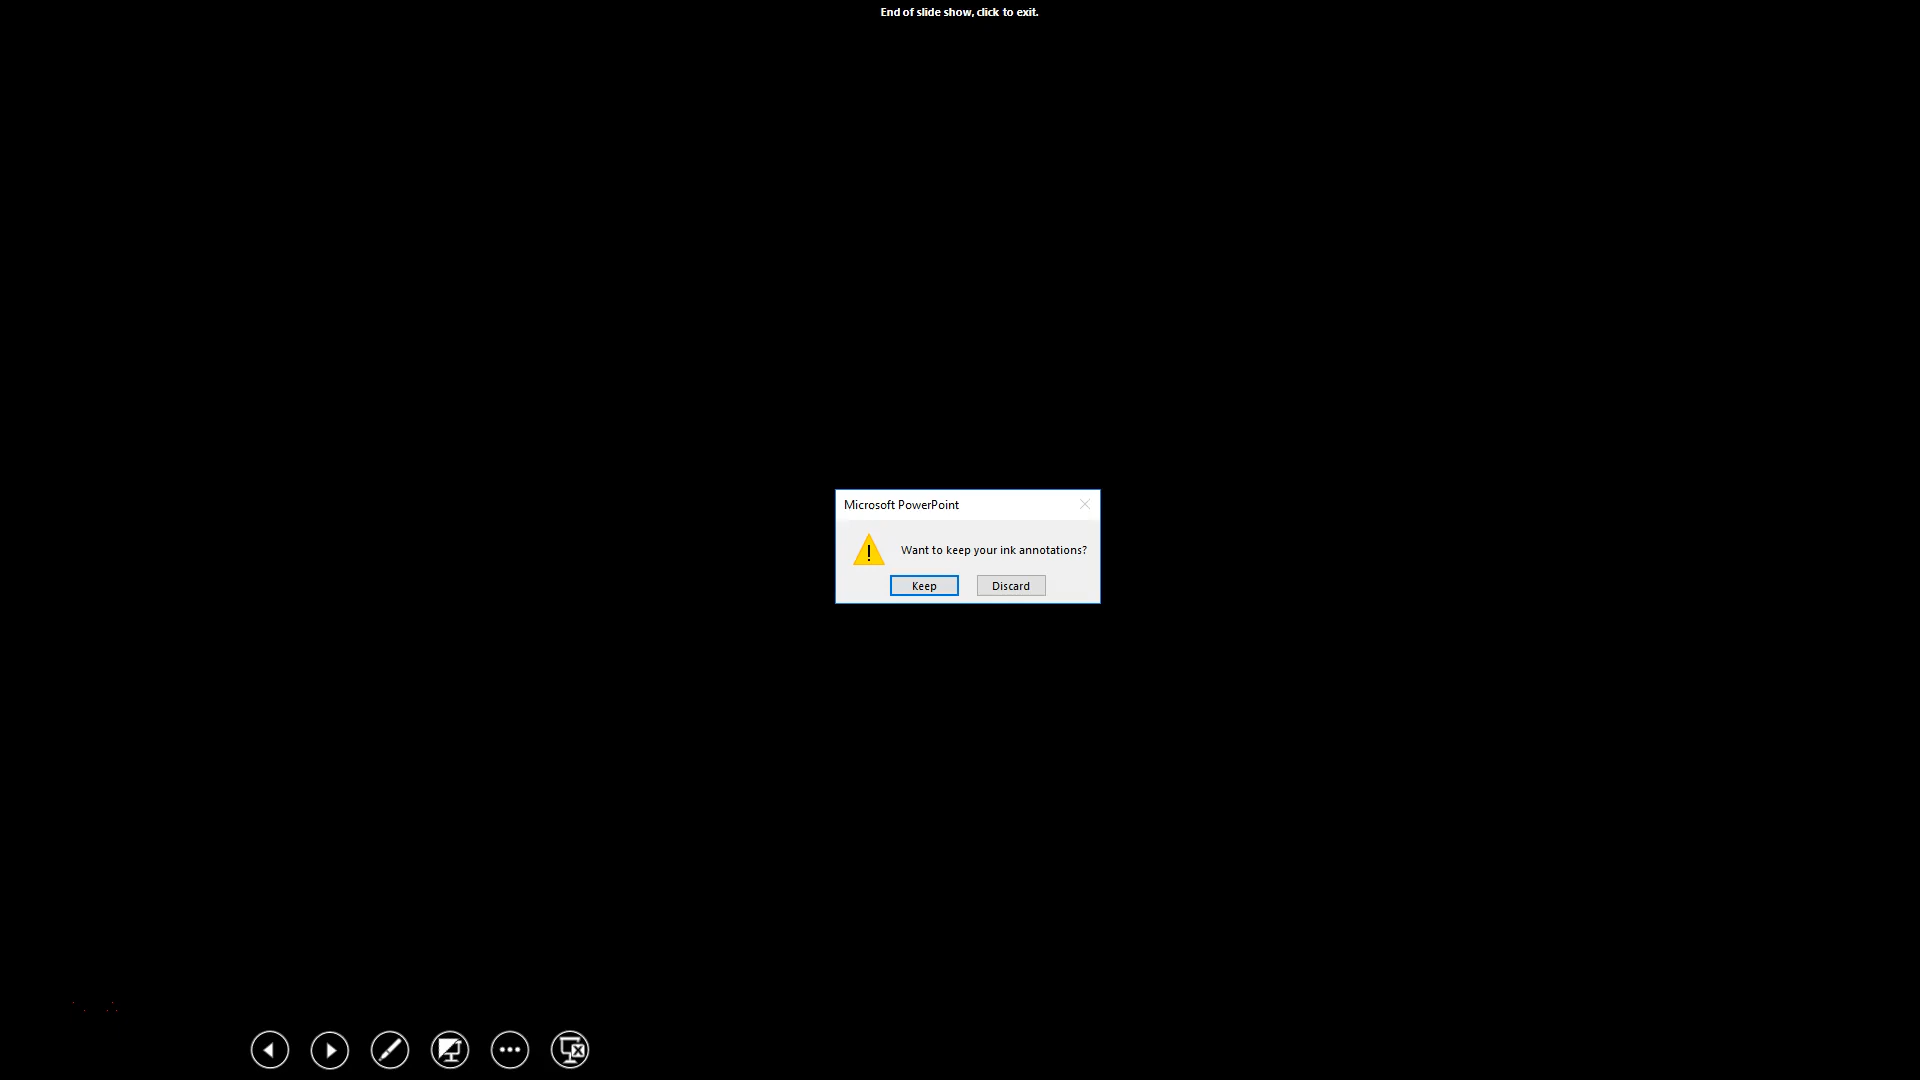 End of slide show, click to exit.
Microsoft PowerPoint
Want to keep your ink annotations?
Keep
Discard